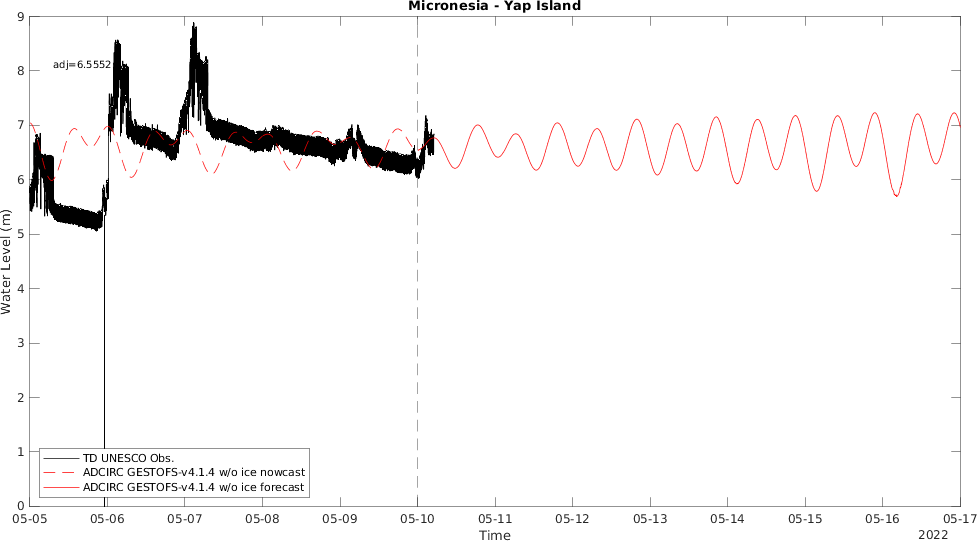 Micronesia - Yap Island
9
8
7
6
5
4
3
2
1
0
Water Level (m)
adj=6.5552
TD UNESCO Obs.
ADCIRC GESTOFS-v4.1.4 w/o ice nowcast
ADCIRC GESTOFS-v4.1.4 w/o ice forecast
05-05 05-06 05-07 05-08 05-09 05-10 05-11 05-12 05-13 05-14 05-15 05-16 05-17
Time
2022